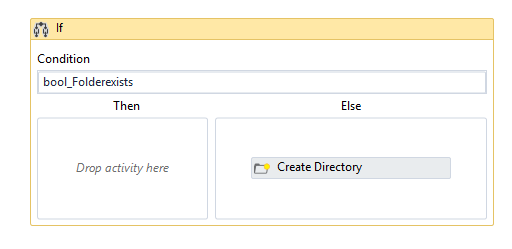 If
Condition
bool_Folderexists
Then
Else
Drop activity here
Create Directory